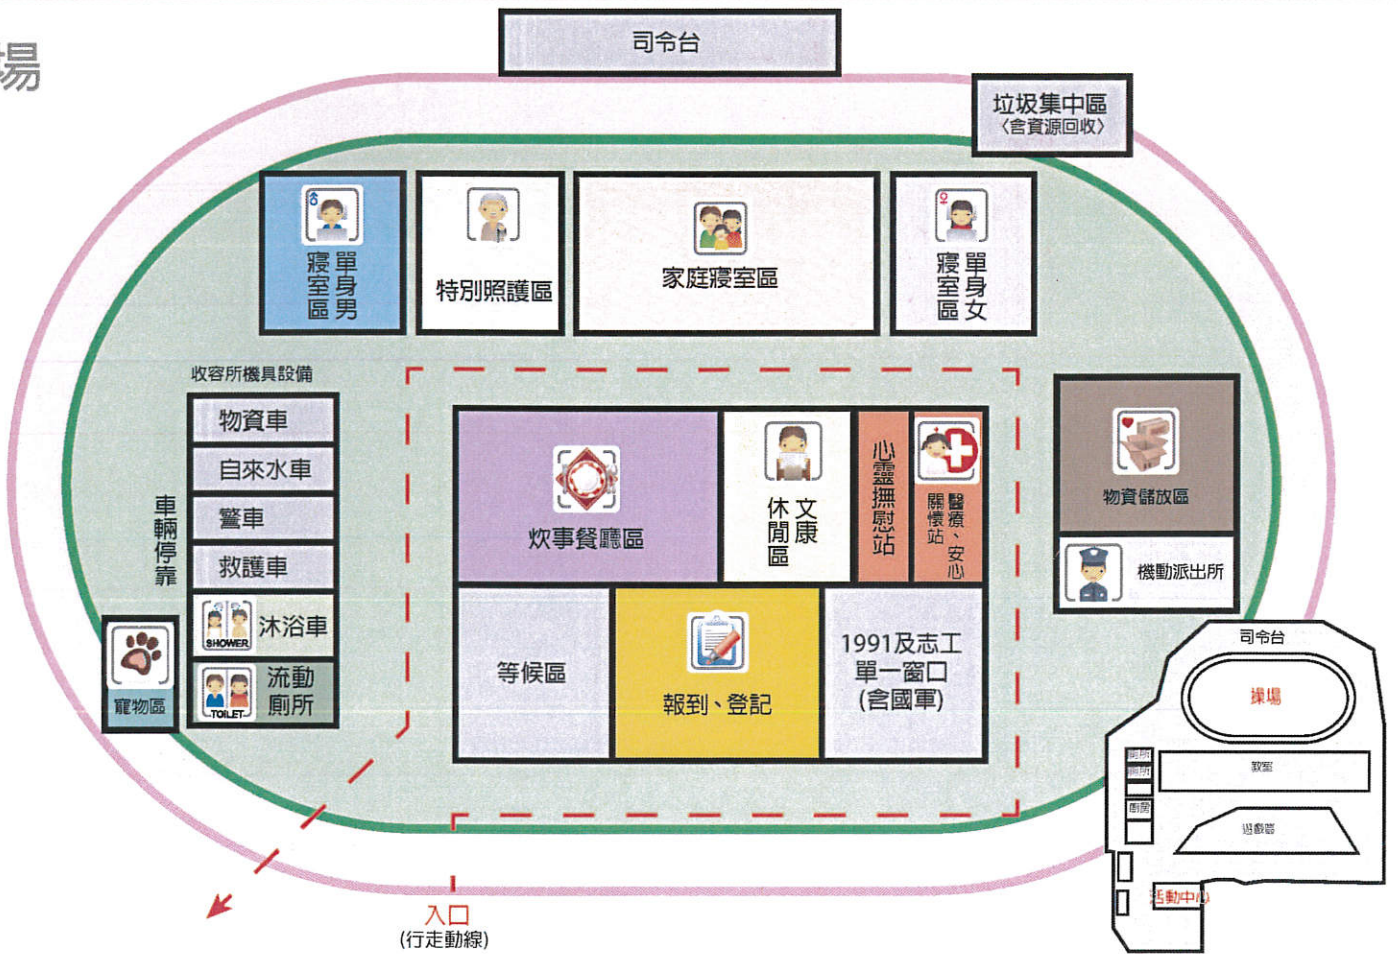 場
司令台
垃圾集中區
〈含資源回收〉
單身男
寢室區
特別照護區
家庭寢室區
單身女
寢室區
收容所機具設備
物資車
自來水車
警車
救護車
SHOWER
沐浴車
TOILET
流動
廁所
車輛停靠
寵物區
炊事餐廳區
文康
休閒區
心靈撫慰站
醫療、安心
關懷站
等候區
報到、登記
1991及志工
單一窗口
(含國軍)
物資儲放區
機動派出所
入口
(行走動線)
司令台
操場
廁所
廁所
廚房
教室
遊戲區
活動中心